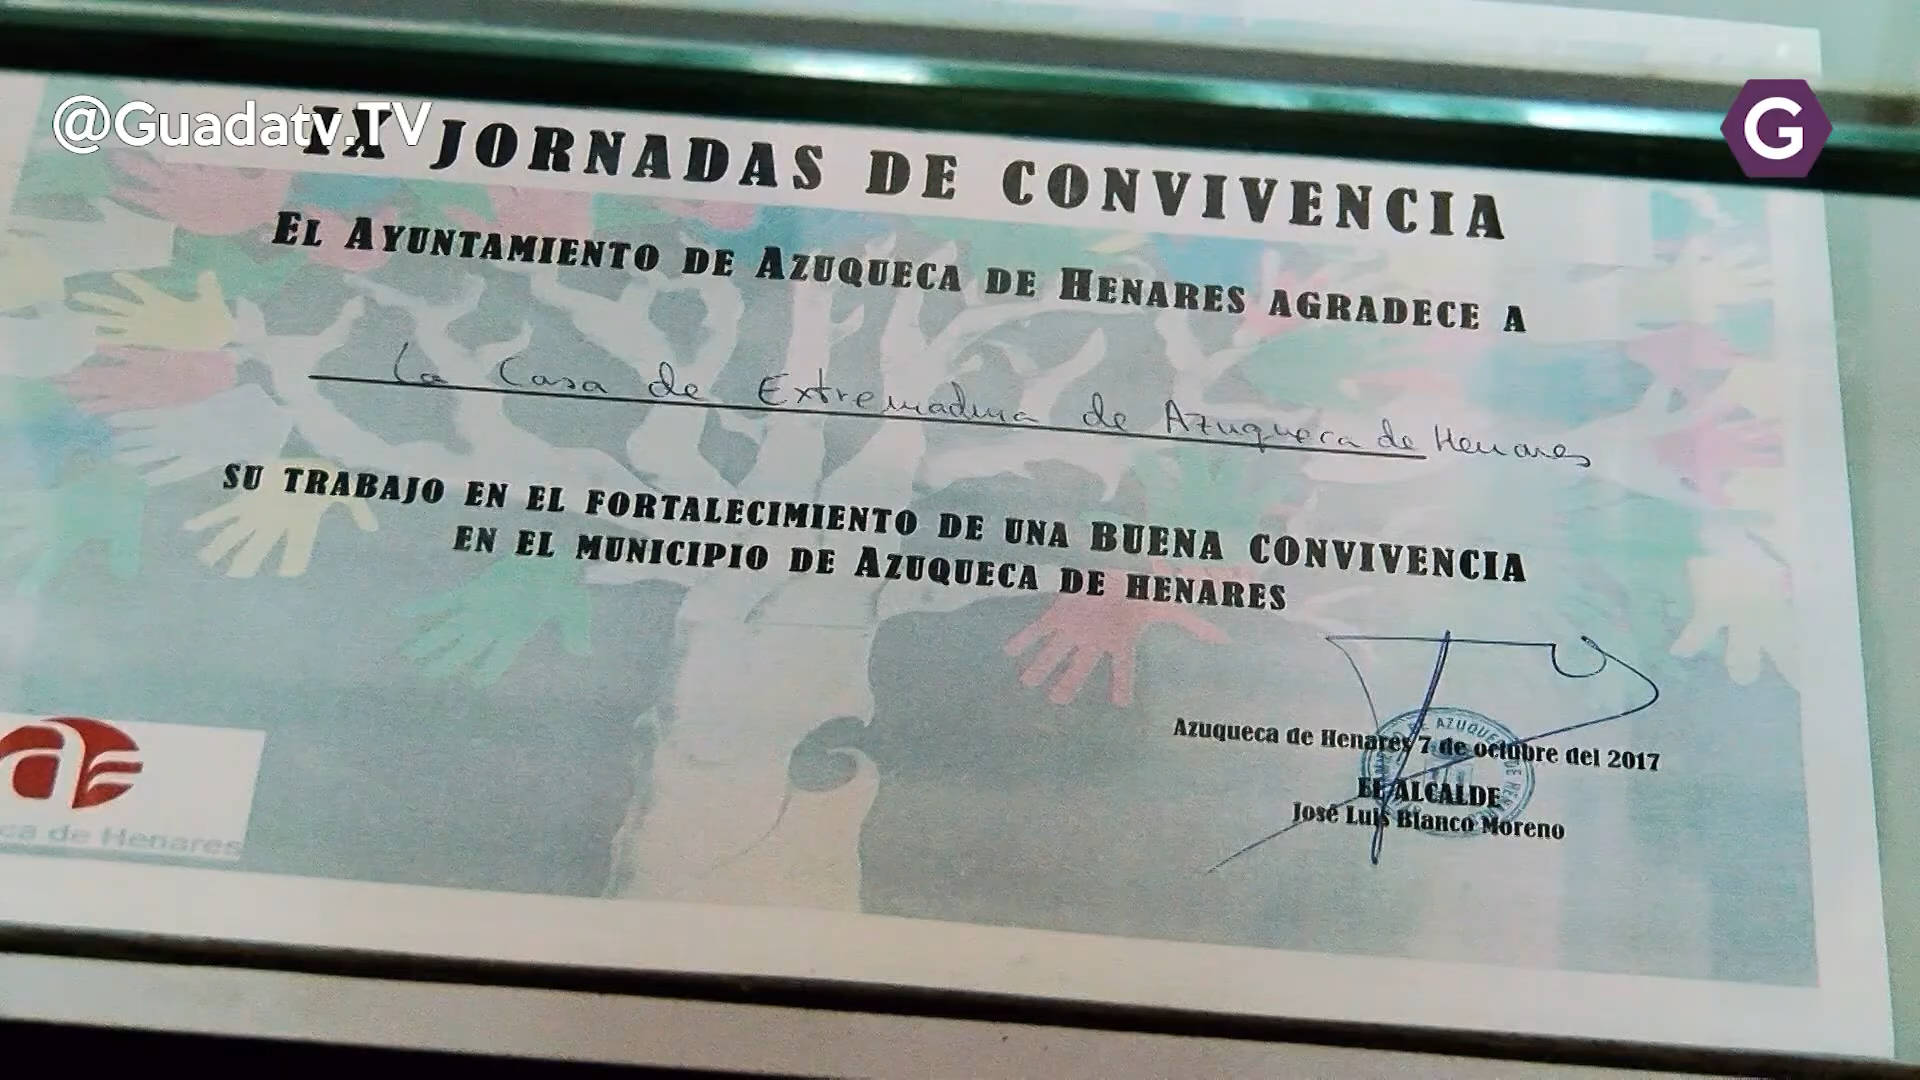 @Guadatv.TV
G
IX JORNADAS DE CONVIVENCIA
EL AYUNTAMIENTO DE AZUQUECA DE HENARES AGRADECE A
La Casa de Extremadura de Azuqueca de Henares
SU TRABAJO EN EL FORTALECIMIENTO DE UNA BUENA CONVIVENCIA
EN EL MUNICIPIO DE AZUQUECA DE HENARES
Azuqueca de Henares 7 de octubre del 2017
EL ALCALDE
José Luis Blanco Moreno
ca de Henares